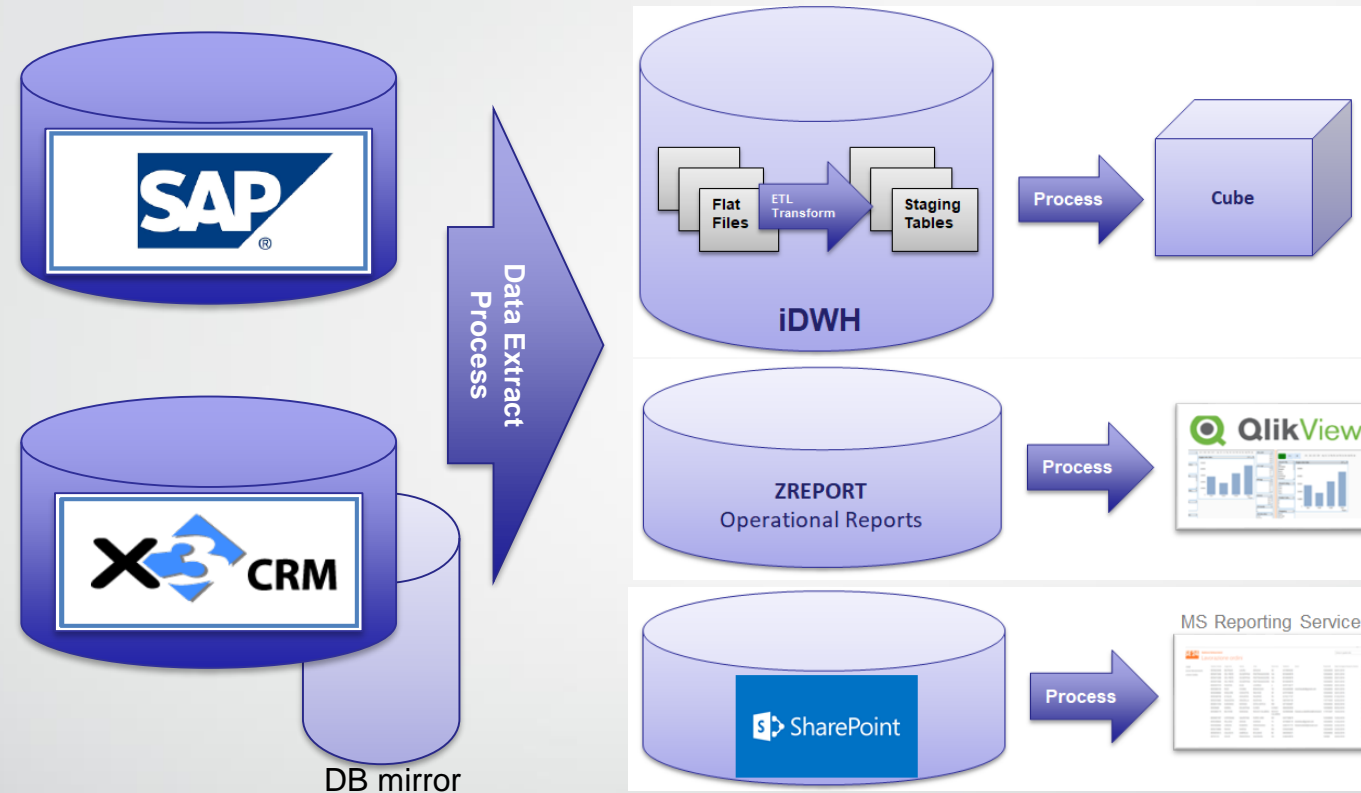 SAP
®
X3 CRM
DB mirror
Data Extract
Process
Flat
Files
ETL
Transform
Staging
Tables
iDWH
Process
Cube
ZREPORT
Operational Reports
Process
QlikView
S SharePoint
Process
MS Reporting Service